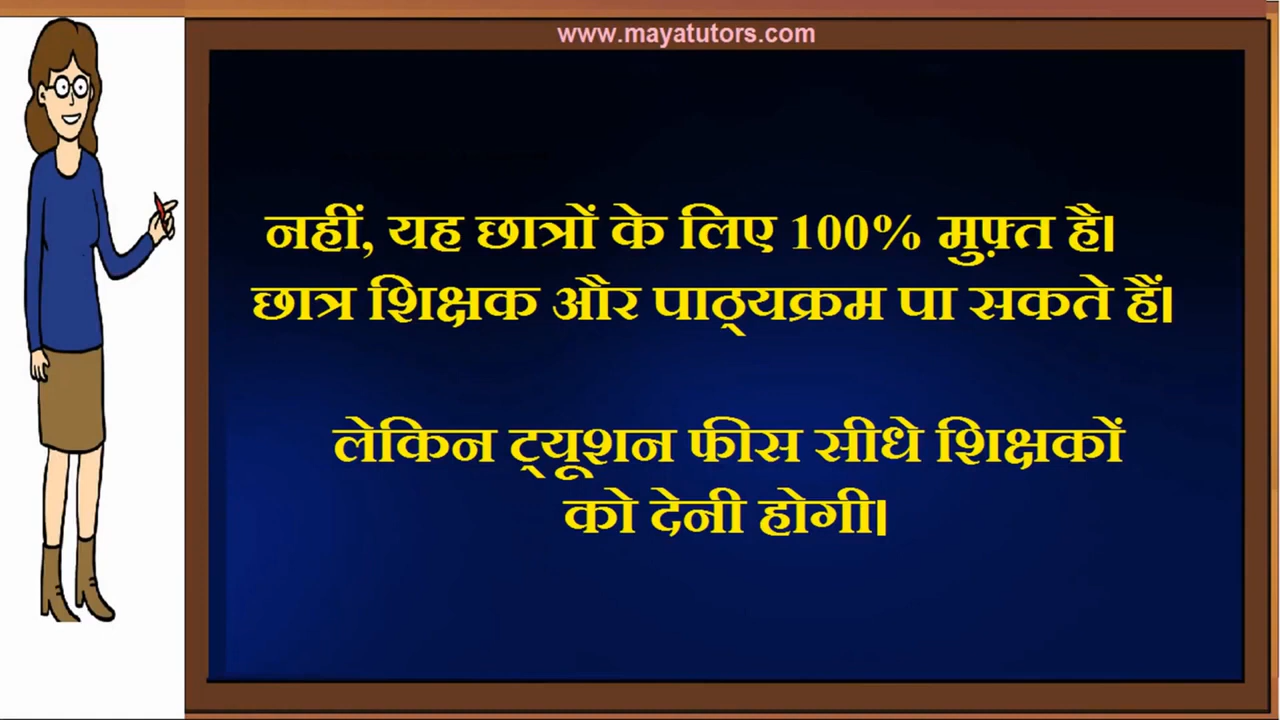 www.mayatutors.com
नहीं, यह छात्रों के लिए 100% मुफ़्त है।
छात्र शिक्षक और पाठ्यक्रम पा सकते हैं।
लेकिन ट्यूशन फीस सीधे शिक्षकों
को देनी होगी।